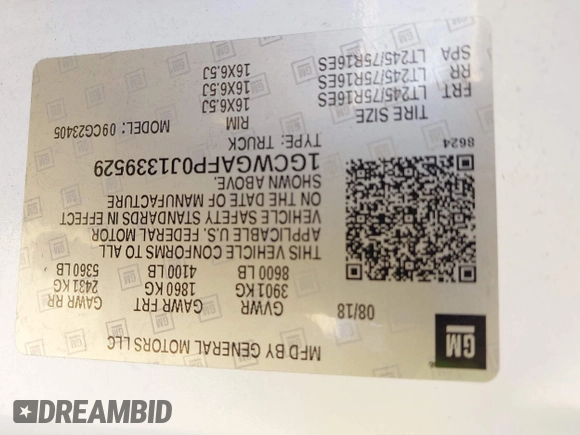 MFD BY GENERAL MOTORS LLC
GM
08/18
GVWR GAWR FRT GAWR RR
3901 KG 1860 KG 2431 KG
8600 LB 4100 LB 5360 LB
THIS VEHICLE CONFORMS TO ALL
APPLICABLE U.S. FEDERAL MOTOR
VEHICLE SAFETY STANDARDS IN EFFECT
ON THE DATE OF MANUFACTURE
SHOWN ABOVE.
1GCWGAFP0J1339529
TYPE: TRUCK MODEL: 09CG23405
8624
TIRE SIZE RIM
FRT LT245/75R16ES 16X6.5J
RR LT245/75R16ES 16X6.5J
SPA LT245/75R16ES 16X6.5J
DREAMBID